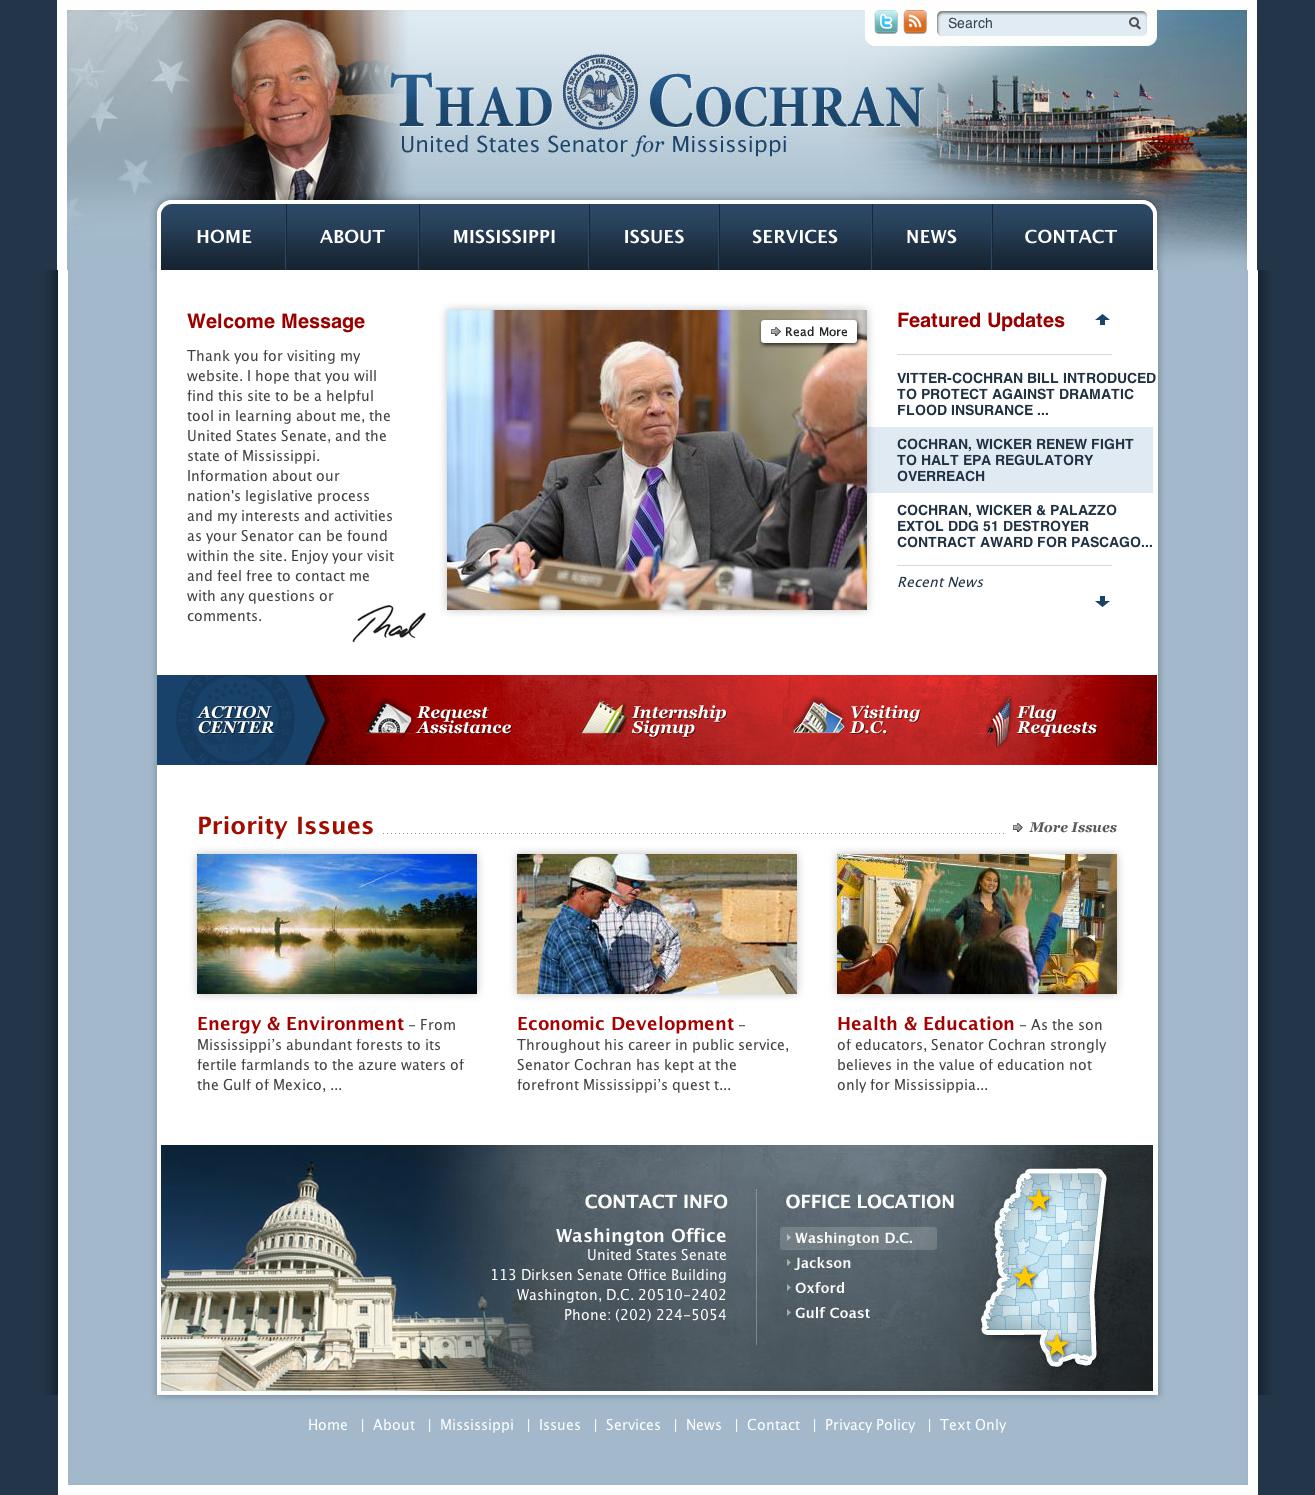 Search
THAD COCHRAN
THE GREAT SEAL OF THE STATE OF MISSISSIPPI
United States Senator for Mississippi
HOME ABOUT MISSISSIPPI ISSUES SERVICES NEWS CONTACT
Welcome Message
Thank you for visiting my
website. I hope that you will
find this site to be a helpful
tool in learning about me, the
United States Senate, and the
state of Mississippi.
Information about our
nation's legislative process
and my interests and activities
as your Senator can be found
within the site. Enjoy your visit
and feel free to contact me
with any questions or
comments.
Thad
Read More
Featured Updates
VITTER-COCHRAN BILL INTRODUCED
TO PROTECT AGAINST DRAMATIC
FLOOD INSURANCE ...
COCHRAN, WICKER RENEW FIGHT
TO HALT EPA REGULATORY
OVERREACH
COCHRAN, WICKER & PALAZZO
EXTOL DDG 51 DESTROYER
CONTRACT AWARD FOR PASCAGO...
Recent News
ACTION
CENTER
Request
Assistance
Internship
Signup
Visiting
D.C.
Flag
Requests
Priority Issues
More Issues
Energy & Environment – From
Mississippi’s abundant forests to its
fertile farmlands to the azure waters of
the Gulf of Mexico, ...
Economic Development –
Throughout his career in public service,
Senator Cochran has kept at the
forefront Mississippi’s quest t...
Health & Education – As the son
of educators, Senator Cochran strongly
believes in the value of education not
only for Mississippia...
CONTACT INFO
Washington Office
United States Senate
113 Dirksen Senate Office Building
Washington, D.C. 20510-2402
Phone: (202) 224-5054
OFFICE LOCATION
Washington D.C.
Jackson
Oxford
Gulf Coast
Home | About | Mississippi | Issues | Services | News | Contact | Privacy Policy | Text Only